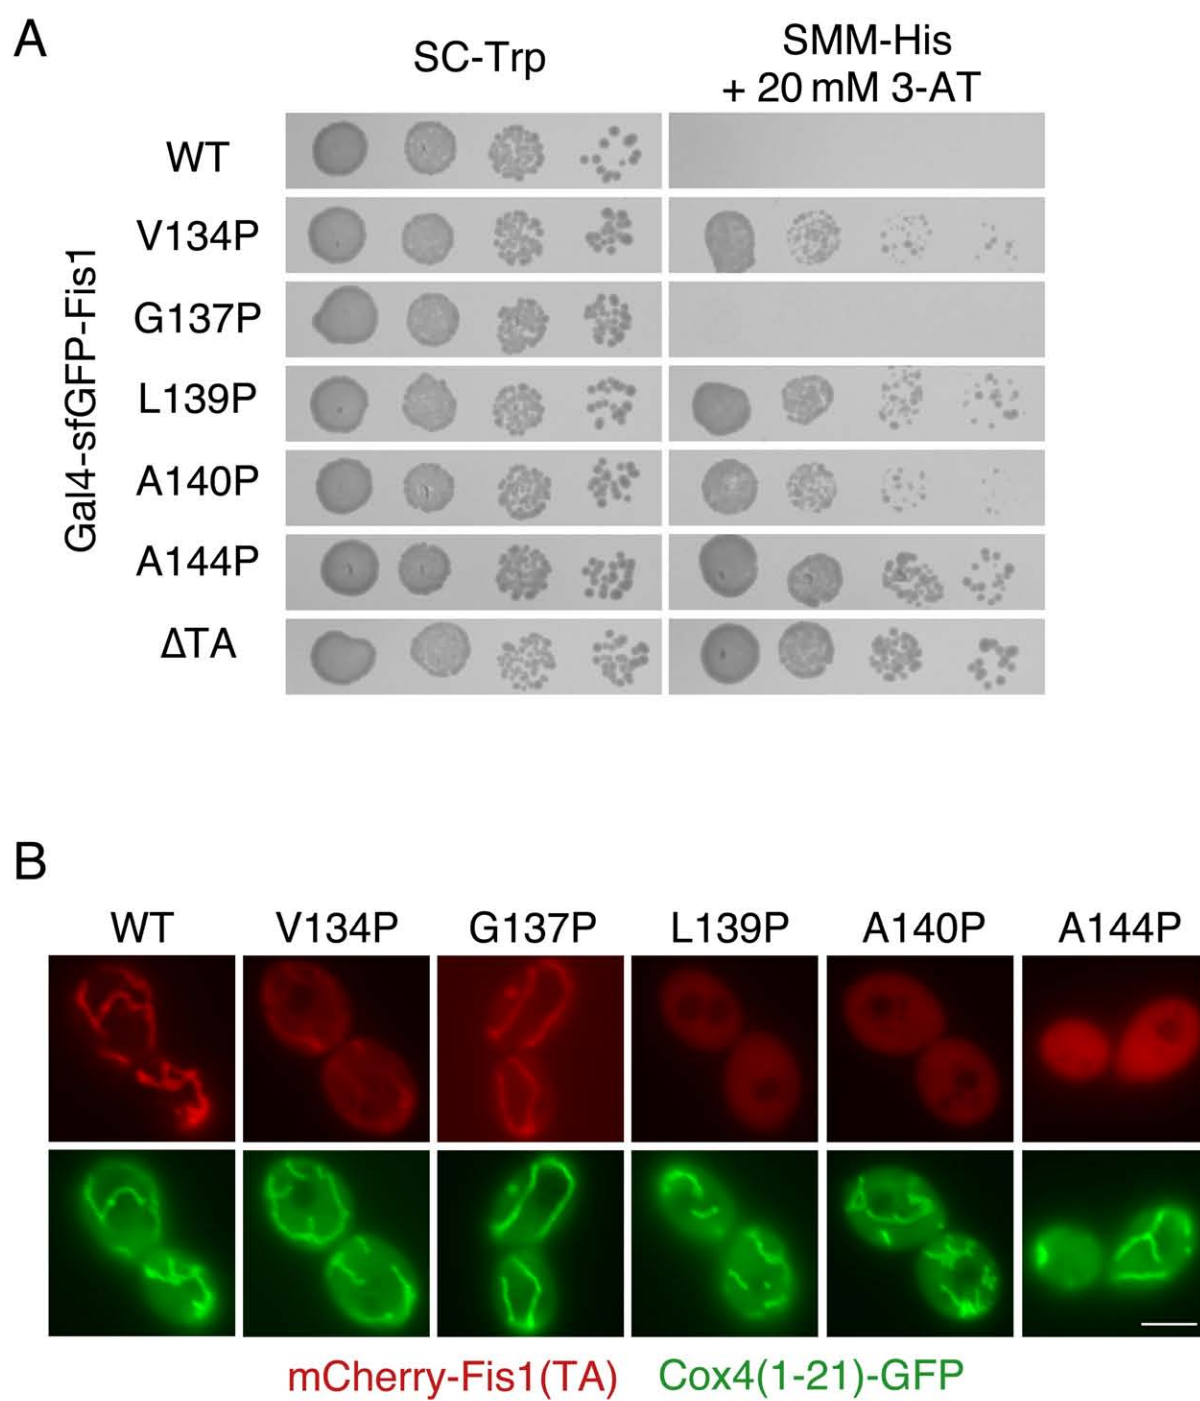 A
SC-Trp
SMM-His
+ 20 mM 3-AT
Gal4-sfGFP-Fis1
WT
V134P
G137P
L139P
A140P
A144P
ΔTA
B
WT V134P G137P L139P A140P A144P
mCherry-Fis1(TA) Cox4(1-21)-GFP